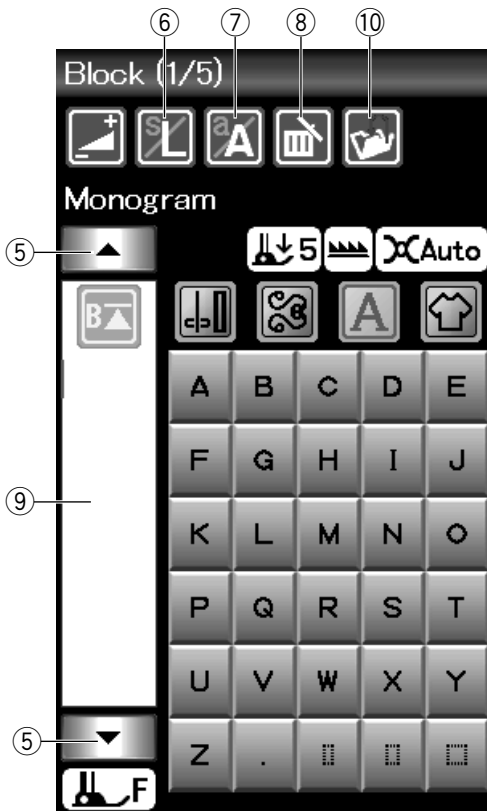 ⑥ ⑦ ⑧ ⑩
Block (1/5)
+ - s/L a/A
Monogram
⑤ 5 Auto
B A
A B C D E
F G H I J
⑨
K L M N O
P Q R S T
U V W X Y
⑤
Z .
F